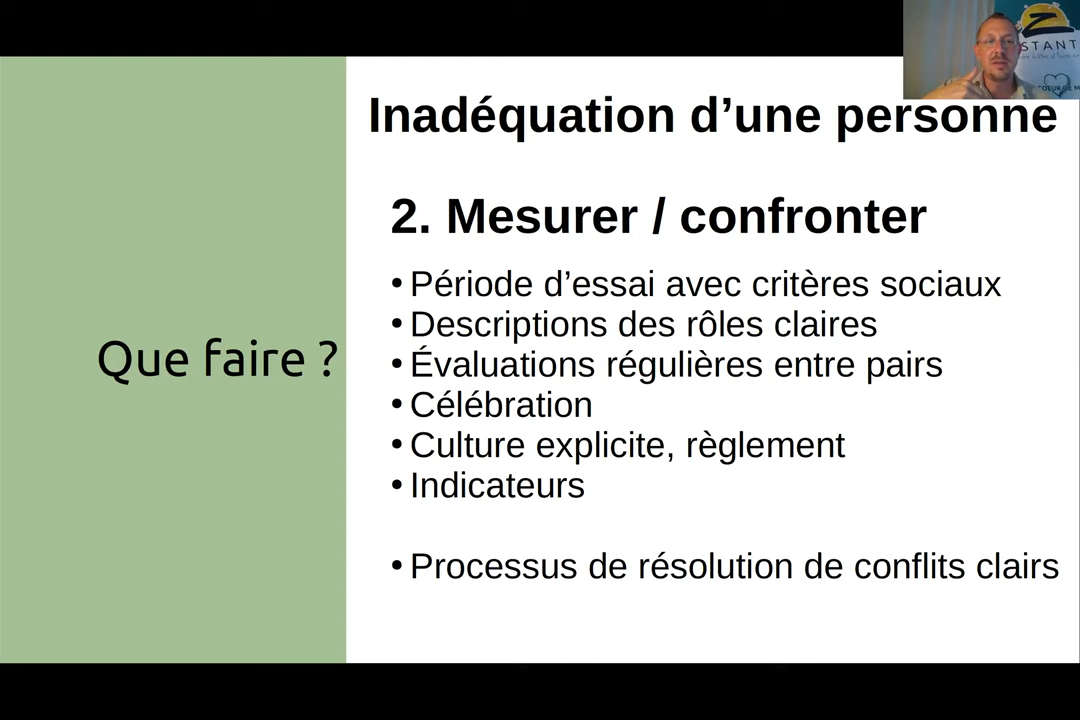 Inadéquation d’une personne
2. Mesurer / confronter
• Période d’essai avec critères sociaux
• Descriptions des rôles claires
• Évaluations régulières entre pairs
• Célébration
• Culture explicite, règlement
• Indicateurs
• Processus de résolution de conflits clairs
Que faire ?
Z
STANT